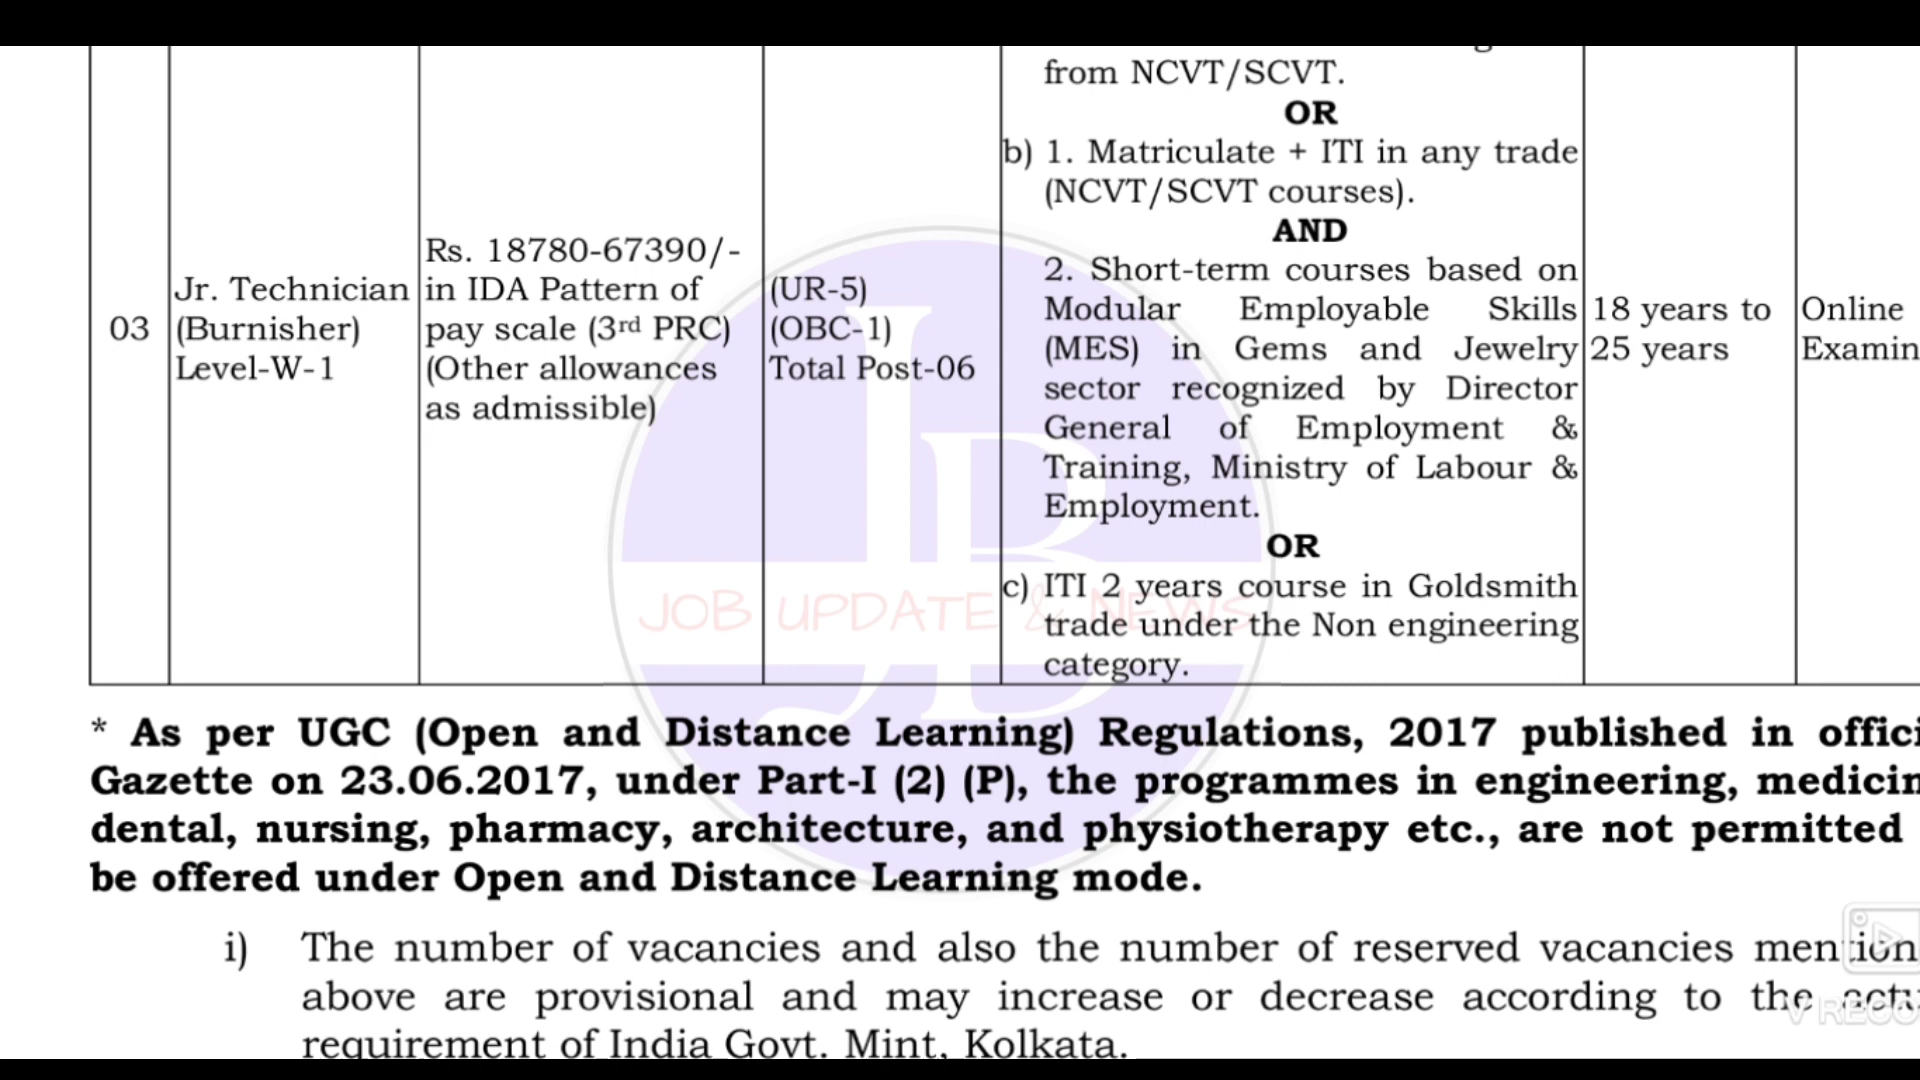 from NCVT/SCVT.
OR
b) 1. Matriculate + ITI in any trade
(NCVT/SCVT courses).
AND
2. Short-term courses based on
Modular Employable Skills
(MES) in Gems and Jewelry
sector recognized by Director
General of Employment &
Training, Ministry of Labour &
Employment.
OR
c) ITI 2 years course in Goldsmith
trade under the Non engineering
category.
03
Jr. Technician
(Burnisher)
Level-W-1
Rs. 18780-67390/-
in IDA Pattern of
pay scale (3rd PRC)
(Other allowances
as admissible)
(UR-5)
(OBC-1)
Total Post-06
18 years to
25 years
Online
Examin
JB
JOB UPDATE & NEWS
* As per UGC (Open and Distance Learning) Regulations, 2017 published in offici
Gazette on 23.06.2017, under Part-I (2) (P), the programmes in engineering, medicin
dental, nursing, pharmacy, architecture, and physiotherapy etc., are not permitted
be offered under Open and Distance Learning mode.
i) The number of vacancies and also the number of reserved vacancies mention
above are provisional and may increase or decrease according to the actu
requirement of India Govt. Mint, Kolkata.
V RECO